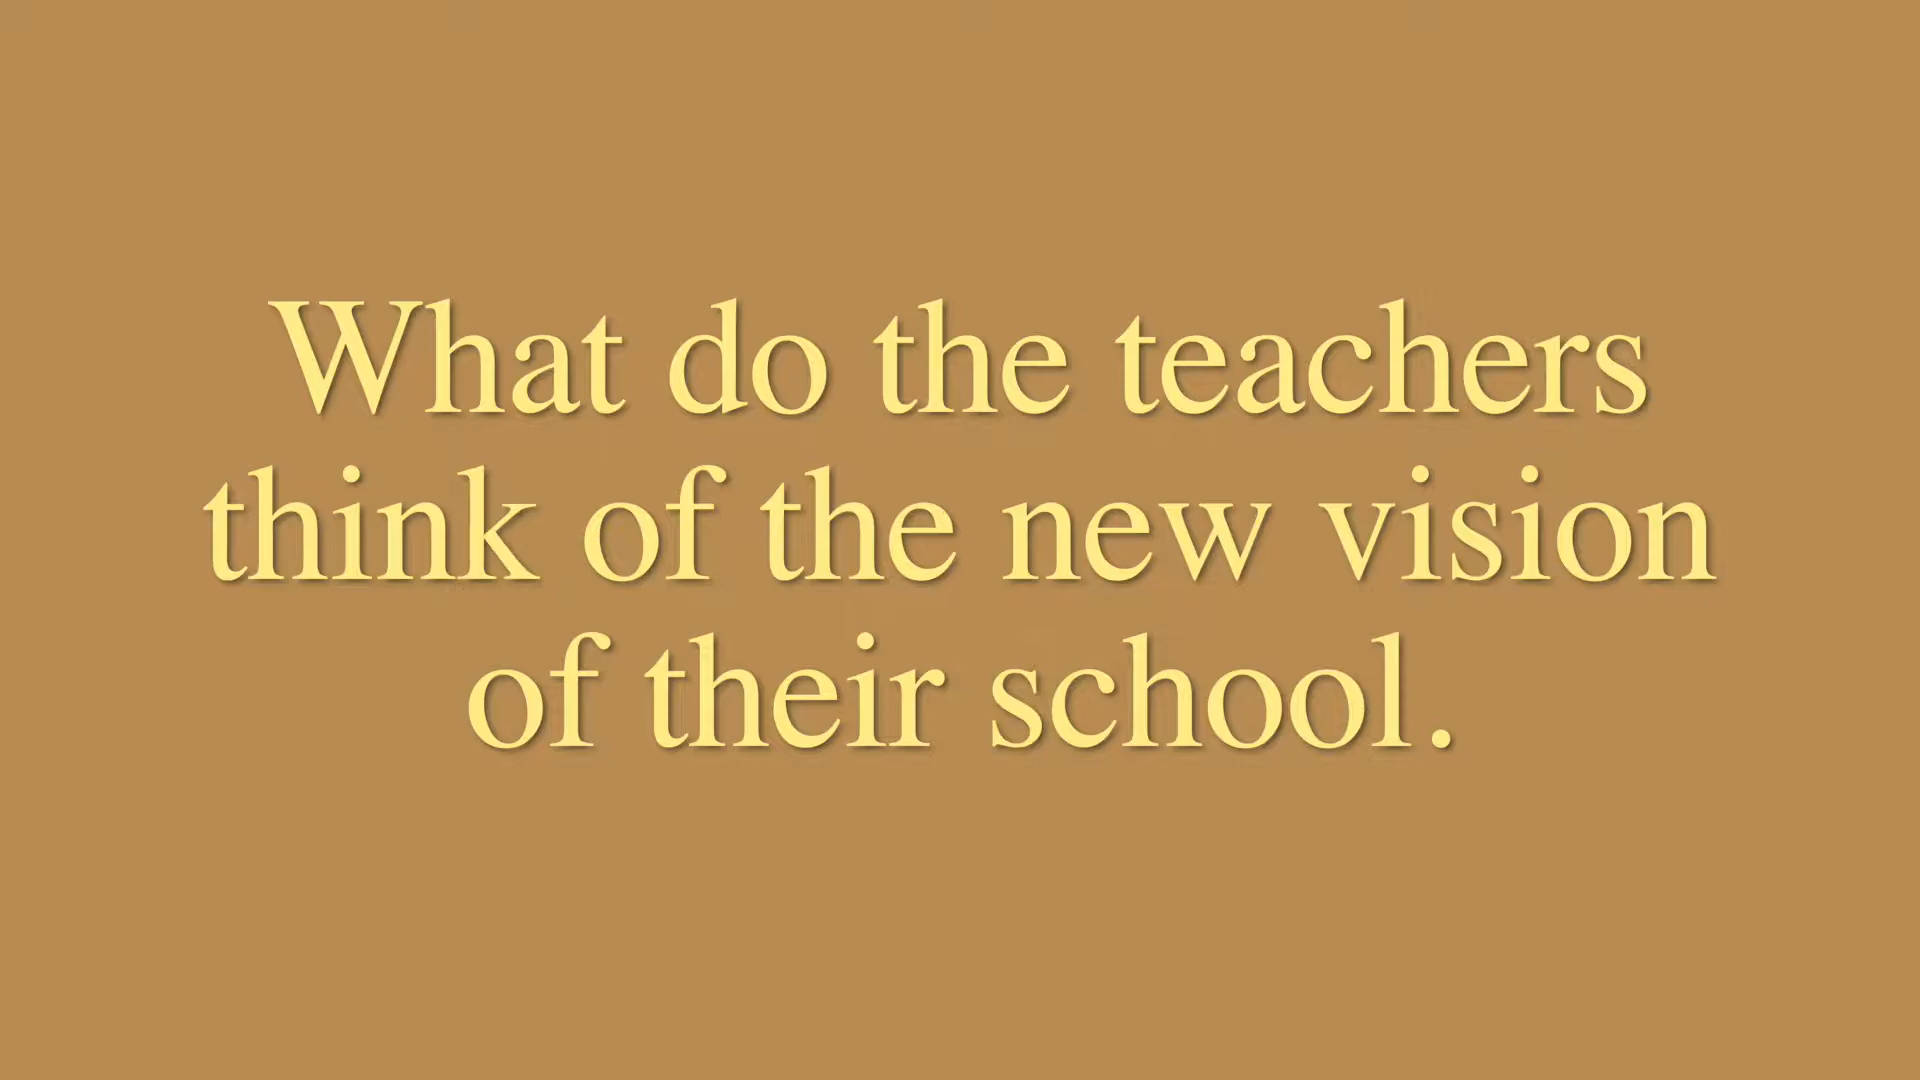 What do the teachers
think of the new vision
of their school.